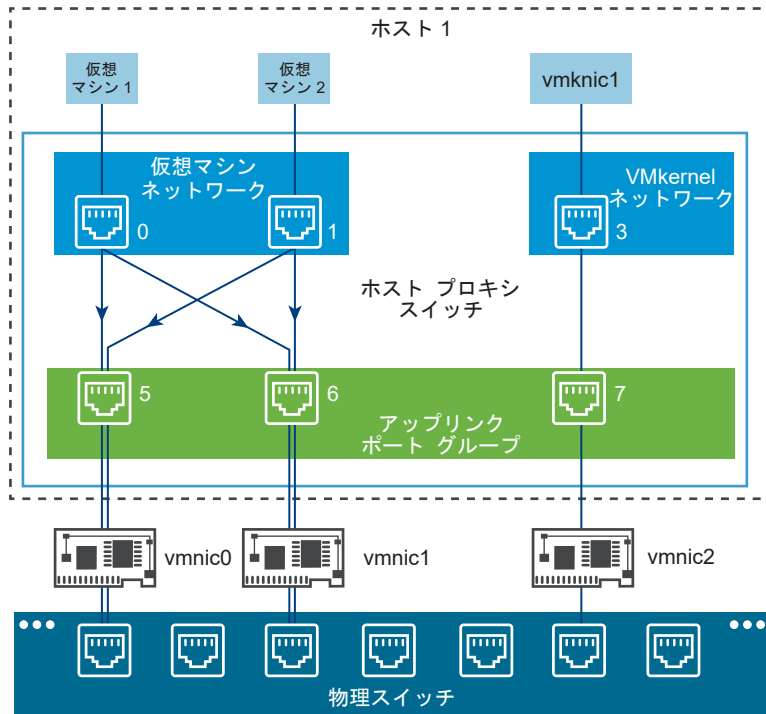 ホスト 1
仮想
マシン 1
仮想
マシン 2
vmknic1
仮想マシン
ネットワーク
VMkernel
ネットワーク
0
1
3
ホスト プロキシ
スイッチ
5
6
7
アップリンク
ポート グループ
vmnic0
vmnic1
vmnic2
物理スイッチ